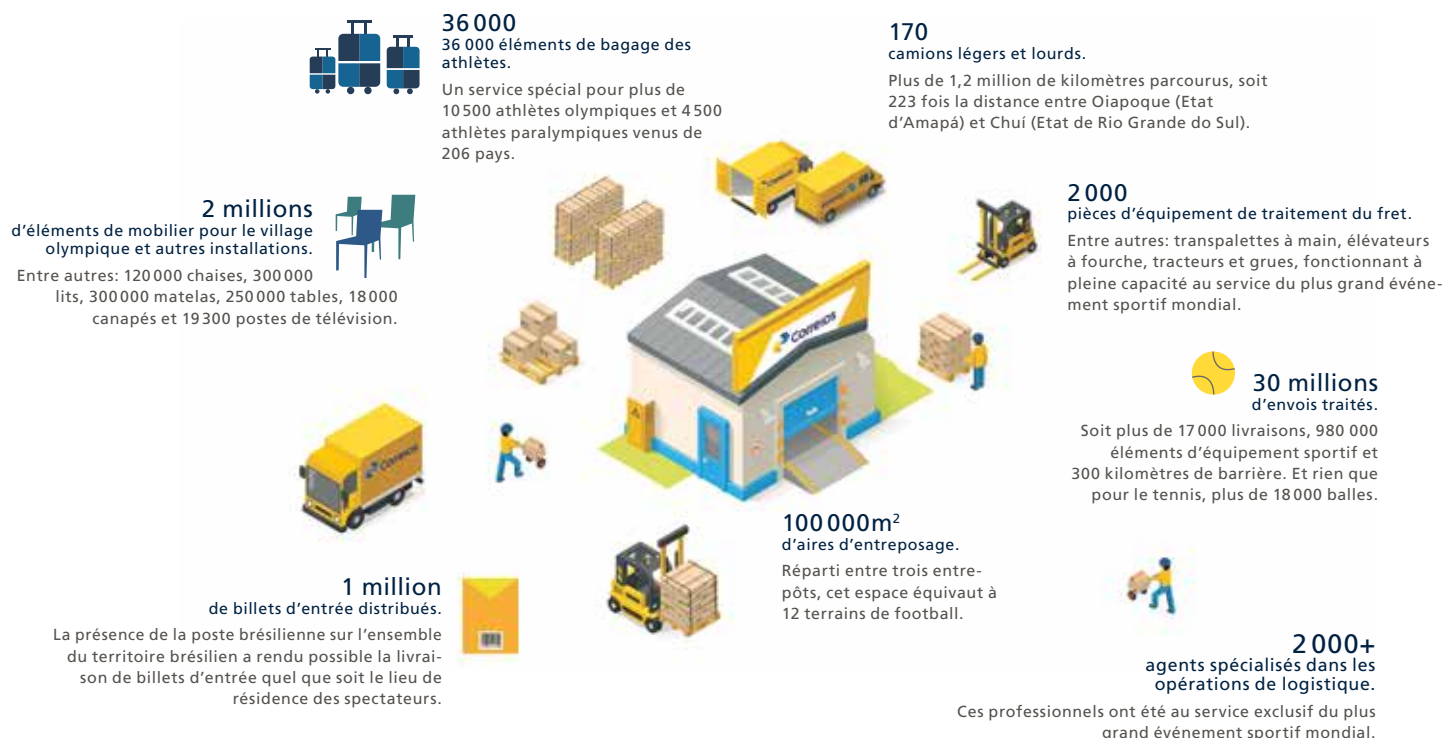 36 000
36 000 éléments de bagage des
athlètes.
Un service spécial pour plus de
10 500 athlètes olympiques et 4 500
athlètes paralympiques venus de
206 pays.
170
camions légers et lourds.
Plus de 1,2 million de kilomètres parcourus, soit
223 fois la distance entre Oiapoque (Etat
d'Amapá) et Chuí (Etat de Rio Grande do Sul).
2 millions
d'éléments de mobilier pour le village
olympique et autres installations.
Entre autres: 120 000 chaises, 300 000
lits, 300 000 matelas, 250 000 tables, 18 000
canapés et 19 300 postes de télévision.
2 000
pièces d'équipement de traitement du fret.
Entre autres: transpalettes à main, élévateurs
à fourche, tracteurs et grues, fonctionnant à
pleine capacité au service du plus grand événe-
ment sportif mondial.
Correios
Correios
30 millions
d'envois traités.
Soit plus de 17 000 livraisons, 980 000
éléments d'équipement sportif et
300 kilomètres de barrière. Et rien que
pour le tennis, plus de 18 000 balles.
100 000m²
d'aires d'entreposage.
Réparti entre trois entre-
pôts, cet espace équivaut à
12 terrains de football.
1 million
de billets d'entrée distribués.
La présence de la poste brésilienne sur l'ensemble
du territoire brésilien a rendu possible la livrai-
son de billets d'entrée quel que soit le lieu de
résidence des spectateurs.
2 000+
agents spécialisés dans les
opérations de logistique.
Ces professionnels ont été au service exclusif du plus
grand événement sportif mondial.